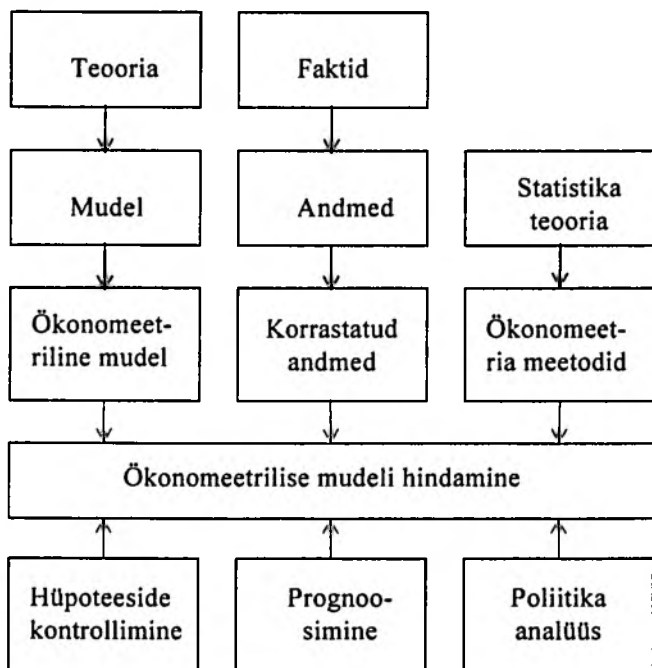 Teooria
Faktid
Mudel
Andmed
Statistika
teooria
Ökonomeet-
riline mudel
Korrastatud
andmed
Ökonomeet-
ria meetodid
Ökonomeetrilise mudeli hindamine
Hüpoteeside
kontrollimine
Prognoo-
simine
Poliitika
analüüs